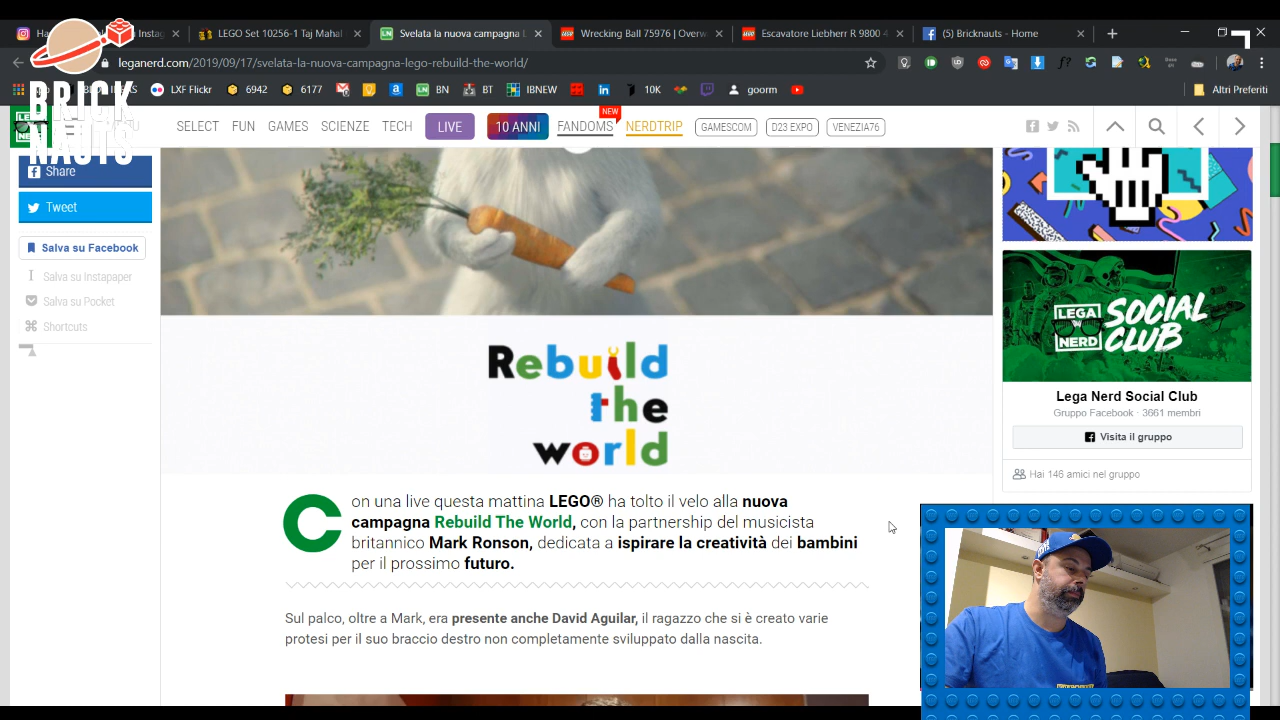 LEGO Set 10256-1 Taj Mahal
Svelata la nuova campagna L
Wrecking Ball 75976 | Overw
Escavatore Liebherr R 9800 4
(5) Bricknauts - Home
leganerd.com/2019/09/17/svelata-la-nuova-campagna-lego-rebuild-the-world/
LXF Flickr
6942
6177
BN
BT
IBNEW
10K
goorm
Altri Preferiti
BRICK
NAUTS
SELECT
FUN
GAMES
SCIENZE
TECH
LIVE
10 ANNI
FANDOMS
NEW
NERDTRIP
GAMESCOM
D23 EXPO
VENEZIA76
Share
Tweet
Salva su Facebook
Salva su Instapaper
Salva su Pocket
Shortcuts
Rebuild
the
world
Con una live questa mattina LEGO® ha tolto il velo alla nuova
campagna Rebuild The World, con la partnership del musicista
britannico Mark Ronson, dedicata a ispirare la creatività dei bambini
per il prossimo futuro.
Sul palco, oltre a Mark, era presente anche David Aguilar, il ragazzo che si è creato varie
protesi per il suo braccio destro non completamente sviluppato dalla nascita.
LEGA
NERD
SOCIAL
CLUB
Lega Nerd Social Club
Gruppo Facebook · 3661 membri
Visita il gruppo
Hai 146 amici nel gruppo